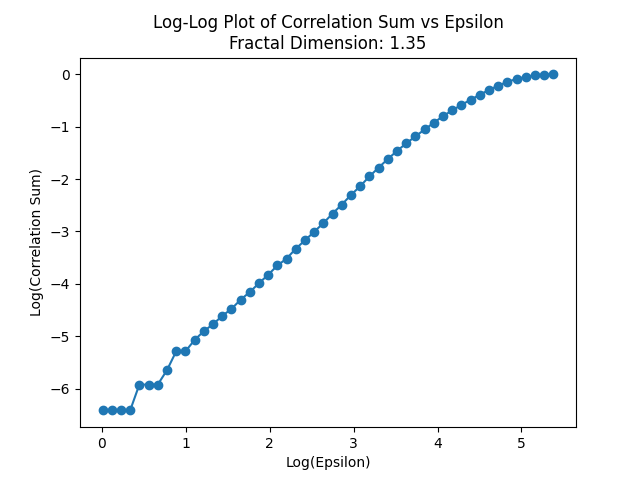 Log-Log Plot of Correlation Sum vs Epsilon
Fractal Dimension: 1.35
0
−1
−2
−3
−4
−5
−6
Log(Correlation Sum)
0 1 2 3 4 5
Log(Epsilon)